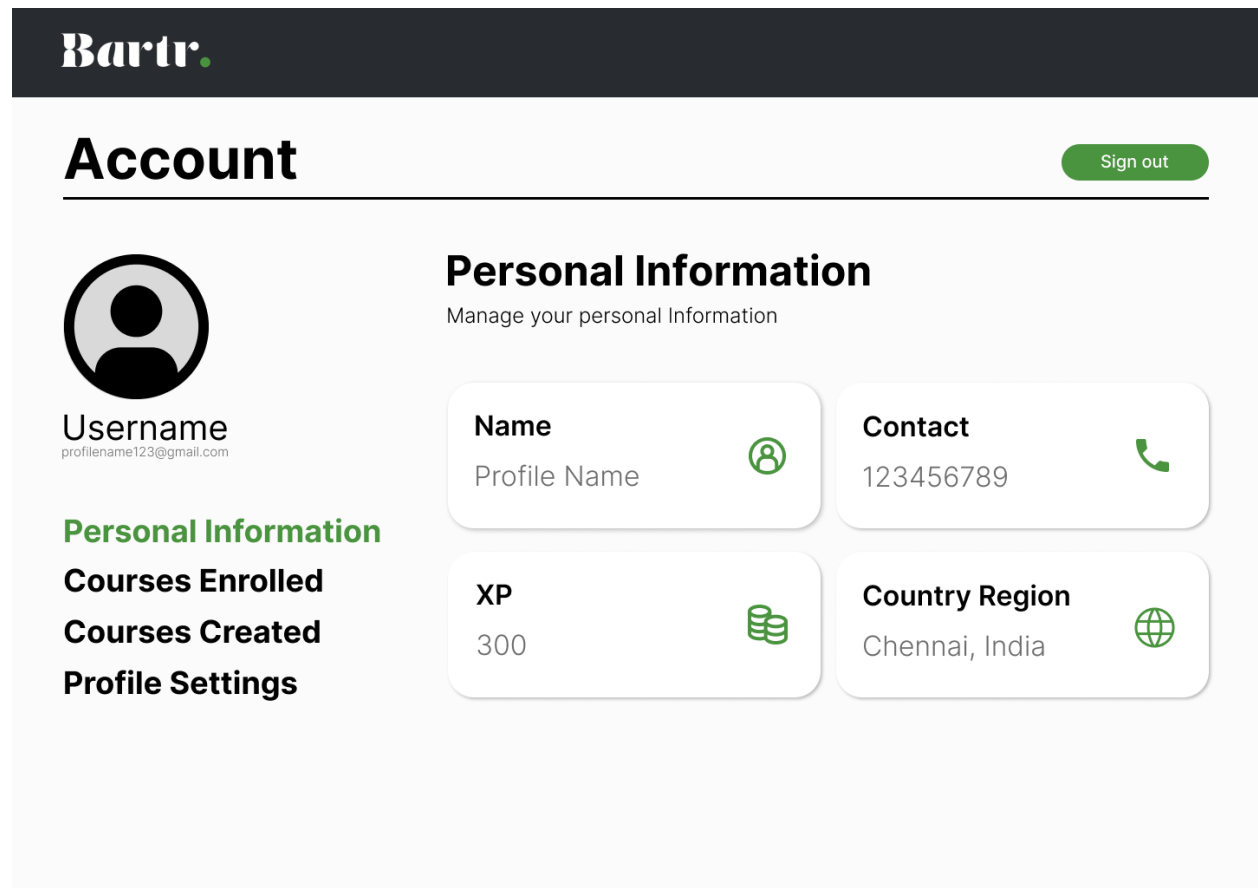 Bartr.
Account
Sign out
Username
profilename123@gmail.com
Personal Information
Courses Enrolled
Courses Created
Profile Settings
Personal Information
Manage your personal Information
Name
Profile Name
Contact
123456789
XP
300
Country Region
Chennai, India